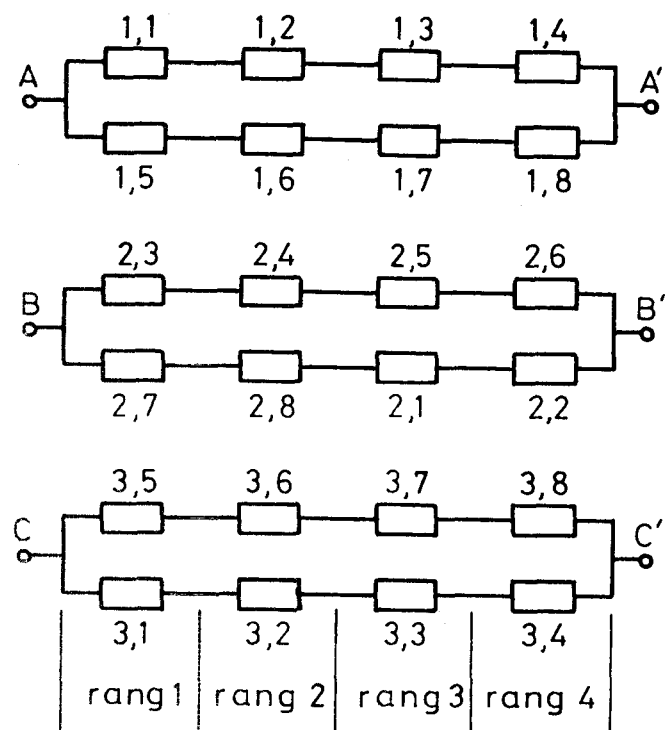 1,1 1,2 1,3 1,4
A A′
1,5 1,6 1,7 1,8
2,3 2,4 2,5 2,6
B B′
2,7 2,8 2,1 2,2
3,5 3,6 3,7 3,8
C C′
3,1 3,2 3,3 3,4
rang 1 rang 2 rang 3 rang 4